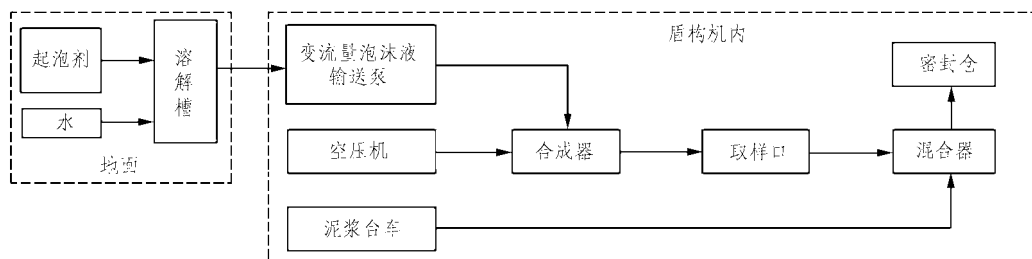 起泡剂
水
溶
解
槽
地面
盾构机内
变流量泡沫液
输送泵
密封仓
空压机
合成器
取样口
混合器
泥浆台车